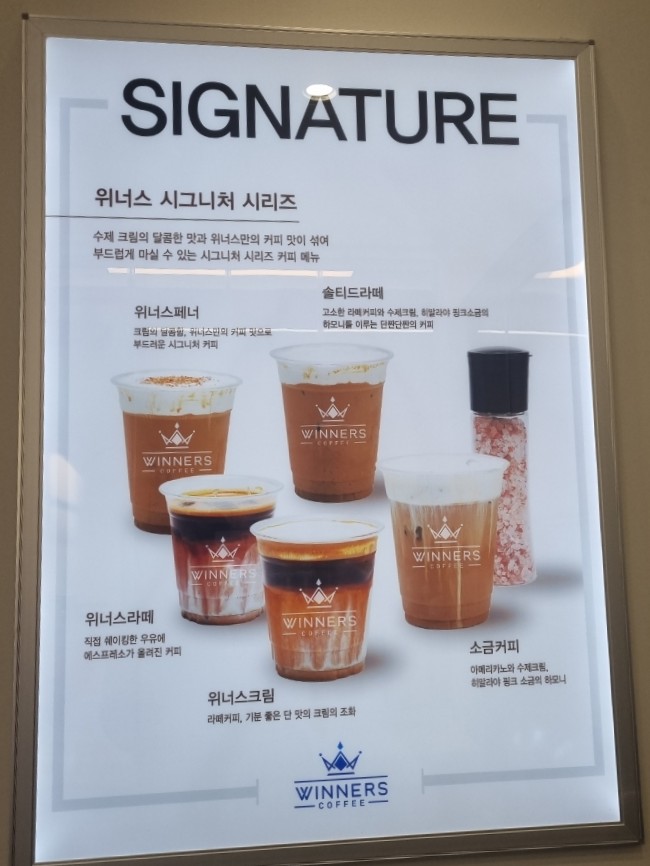 SIGNATURE
위너스 시그니처 시리즈
수제 크림의 달콤한 맛과 위너스만의 커피 맛이 섞여
부드럽게 마실 수 있는 시그니처 시리즈 커피 메뉴
솔티드라떼
고소한 라떼커피와 수제크림, 히말라야 핑크소금의
하모니를 이루는 단짠단짠의 커피
위너스페너
크림의 달콤함, 위너스만의 커피 맛으로
부드러운 시그니처 커피
WINNERS
COFFEE
WINNERS
COFFEE
WINNERS
COFFEE
WINNERS
COFFEE
WINNERS
COFFEE
위너스라떼
직접 쉐이킹한 우유에
에스프레소가 올려진 커피
소금커피
아메리카노와 수제크림,
히말라야 핑크 소금의 하모니
위너스크림
라떼커피, 기분 좋은 단 맛의 크림의 조화
WINNERS
COFFEE